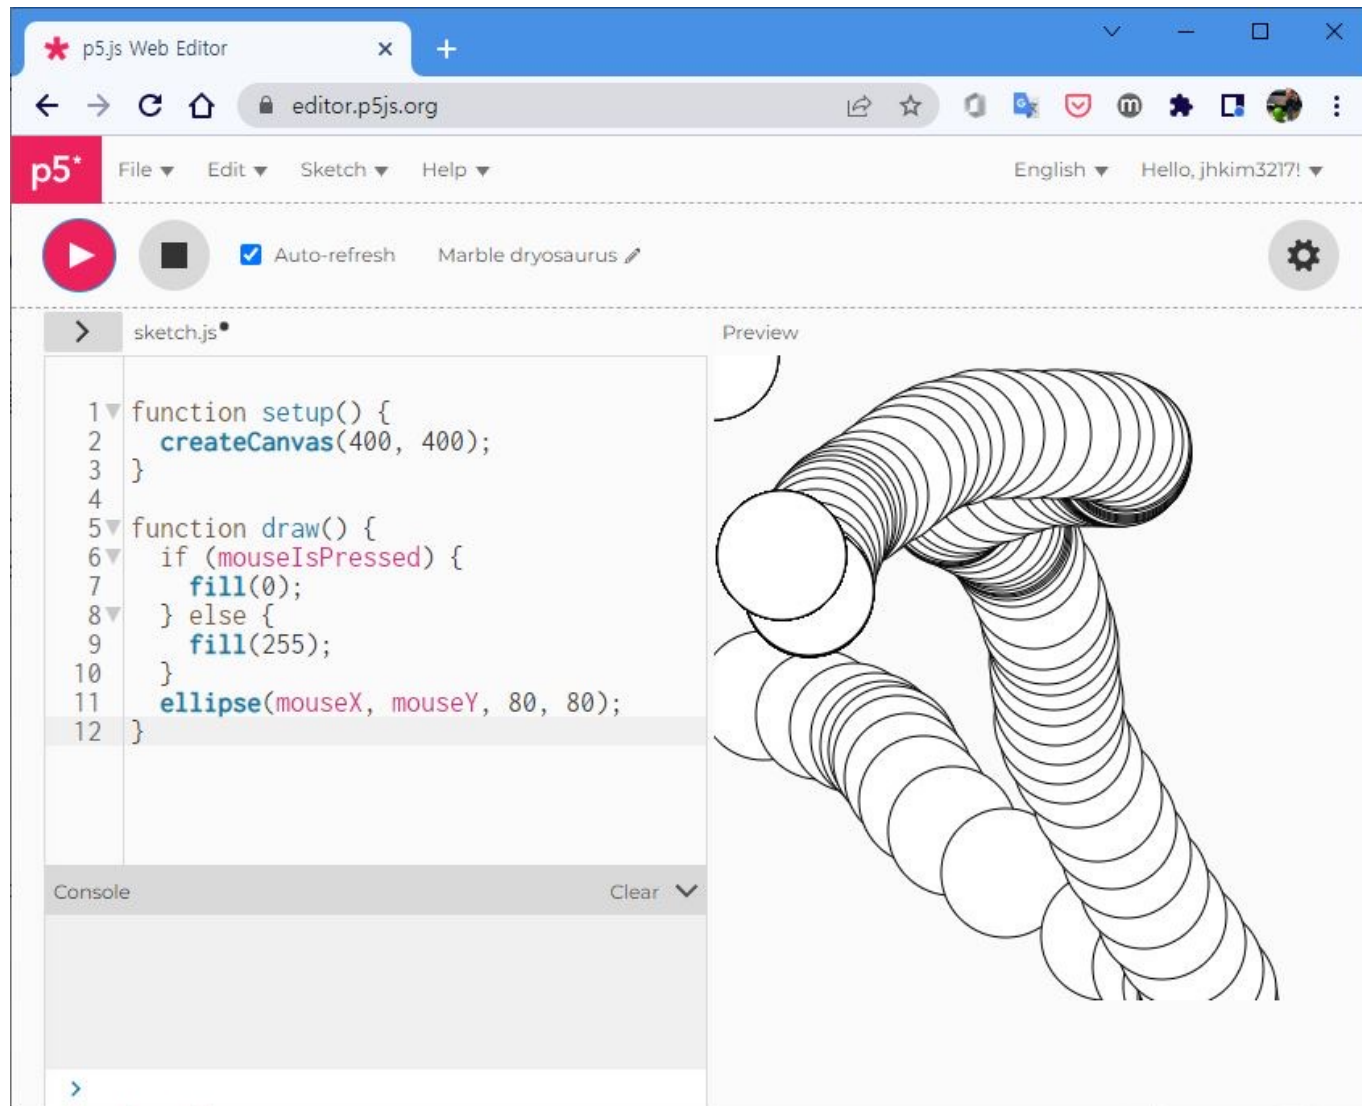 p5.js Web Editor
editor.p5js.org
p5* File Edit Sketch Help English Hello, jhkim3217!
Auto-refresh Marble dryosaurus
sketch.js Preview
1 function setup() {
2 createCanvas(400, 400);
3 }
4
5 function draw() {
6 if (mouseIsPressed) {
7 fill(0);
8 } else {
9 fill(255);
10 }
11 ellipse(mouseX, mouseY, 80, 80);
12 }
Console Clear
>